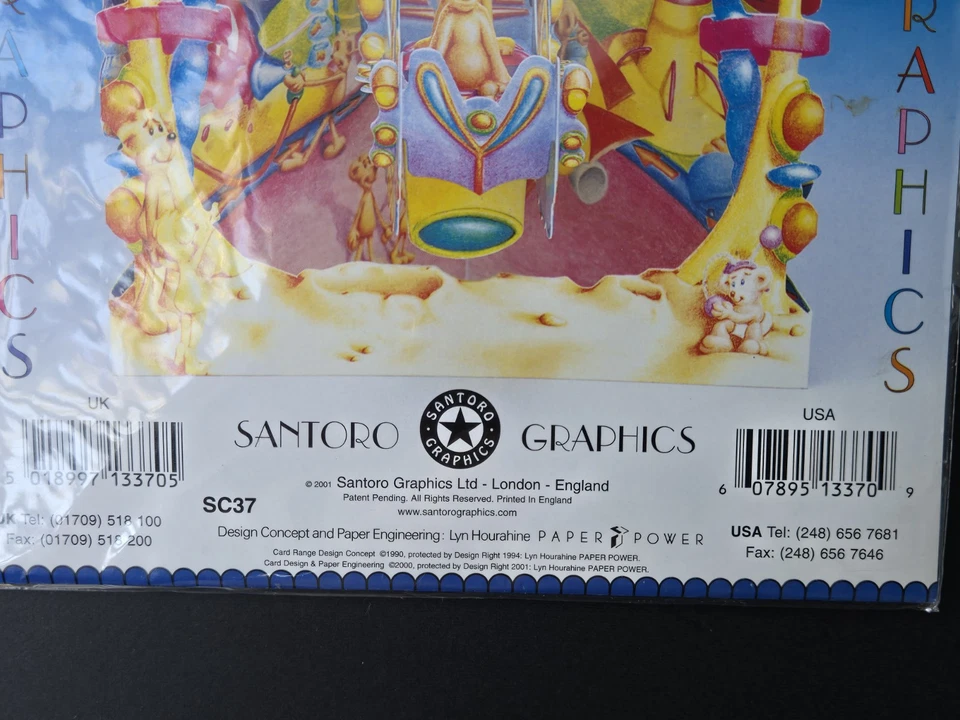 R
A
P
H
I
C
S
R
A
P
H
I
C
S
UK
5 018997 133705
UK Tel: (01709) 518 100
Fax: (01709) 518 200
SANTORO
SANTORO GRAPHICS
GRAPHICS
© 2001 Santoro Graphics Ltd - London - England
Patent Pending. All Rights Reserved. Printed In England
www.santorographics.com
SC37
Design Concept and Paper Engineering: Lyn Hourahine PAPER POWER
Card Range Design Concept ©1990, protected by Design Right 1994: Lyn Hourahine PAPER POWER.
Card Design & Paper Engineering ©2000, protected by Design Right 2001: Lyn Hourahine PAPER POWER.
USA
6 07895 13370 9
USA Tel: (248) 656 7681
Fax: (248) 656 7646